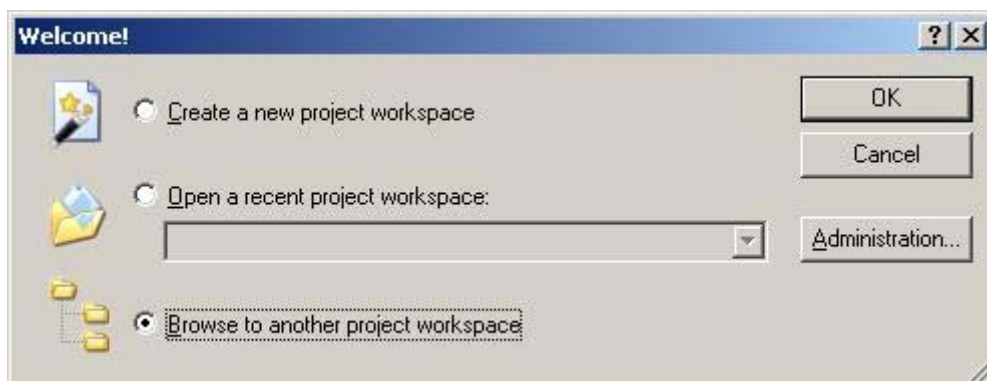 Welcome!
Create a new project workspace
OK
Cancel
Open a recent project workspace:
Administration...
Browse to another project workspace